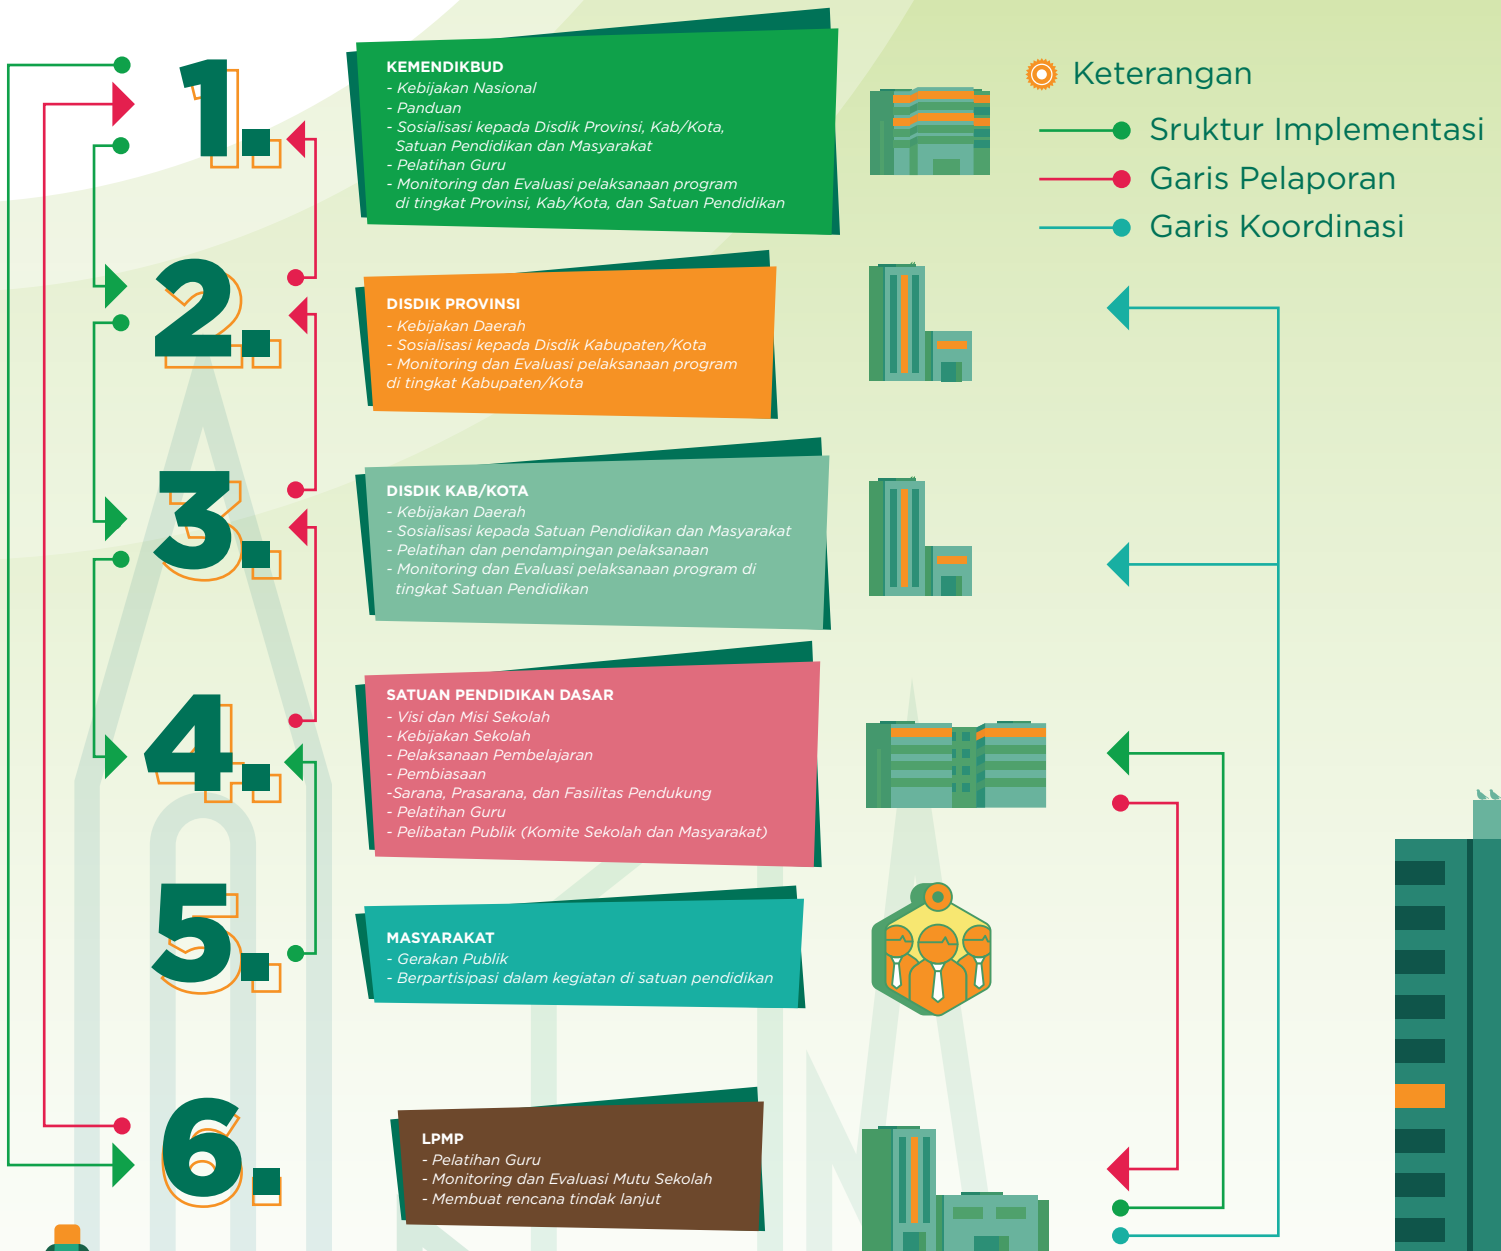 1.
KEMENDIKBUD
- Kebijakan Nasional
- Panduan
- Sosialisasi kepada Disdik Provinsi, Kab/Kota,
Satuan Pendidikan dan Masyarakat
- Pelatihan Guru
- Monitoring dan Evaluasi pelaksanaan program
di tingkat Provinsi, Kab/Kota, dan Satuan Pendidikan
Keterangan
Sruktur Implementasi
Garis Pelaporan
Garis Koordinasi
2.
DISDIK PROVINSI
- Kebijakan Daerah
- Sosialisasi kepada Disdik Kabupaten/Kota
- Monitoring dan Evaluasi pelaksanaan program
di tingkat Kabupaten/Kota
3.
DISDIK KAB/KOTA
- Kebijakan Daerah
- Sosialisasi kepada Satuan Pendidikan dan Masyarakat
- Pelatihan dan pendampingan pelaksanaan
- Monitoring dan Evaluasi pelaksanaan program di
tingkat Satuan Pendidikan
4.
SATUAN PENDIDIKAN DASAR
- Visi dan Misi Sekolah
- Kebijakan Sekolah
- Pelaksanaan Pembelajaran
- Pembiasaan
-Sarana, Prasarana, dan Fasilitas Pendukung
- Pelatihan Guru
- Pelibatan Publik (Komite Sekolah dan Masyarakat)
5.
MASYARAKAT
- Gerakan Publik
- Berpartisipasi dalam kegiatan di satuan pendidikan
6.
LPMP
- Pelatihan Guru
- Monitoring dan Evaluasi Mutu Sekolah
- Membuat rencana tindak lanjut